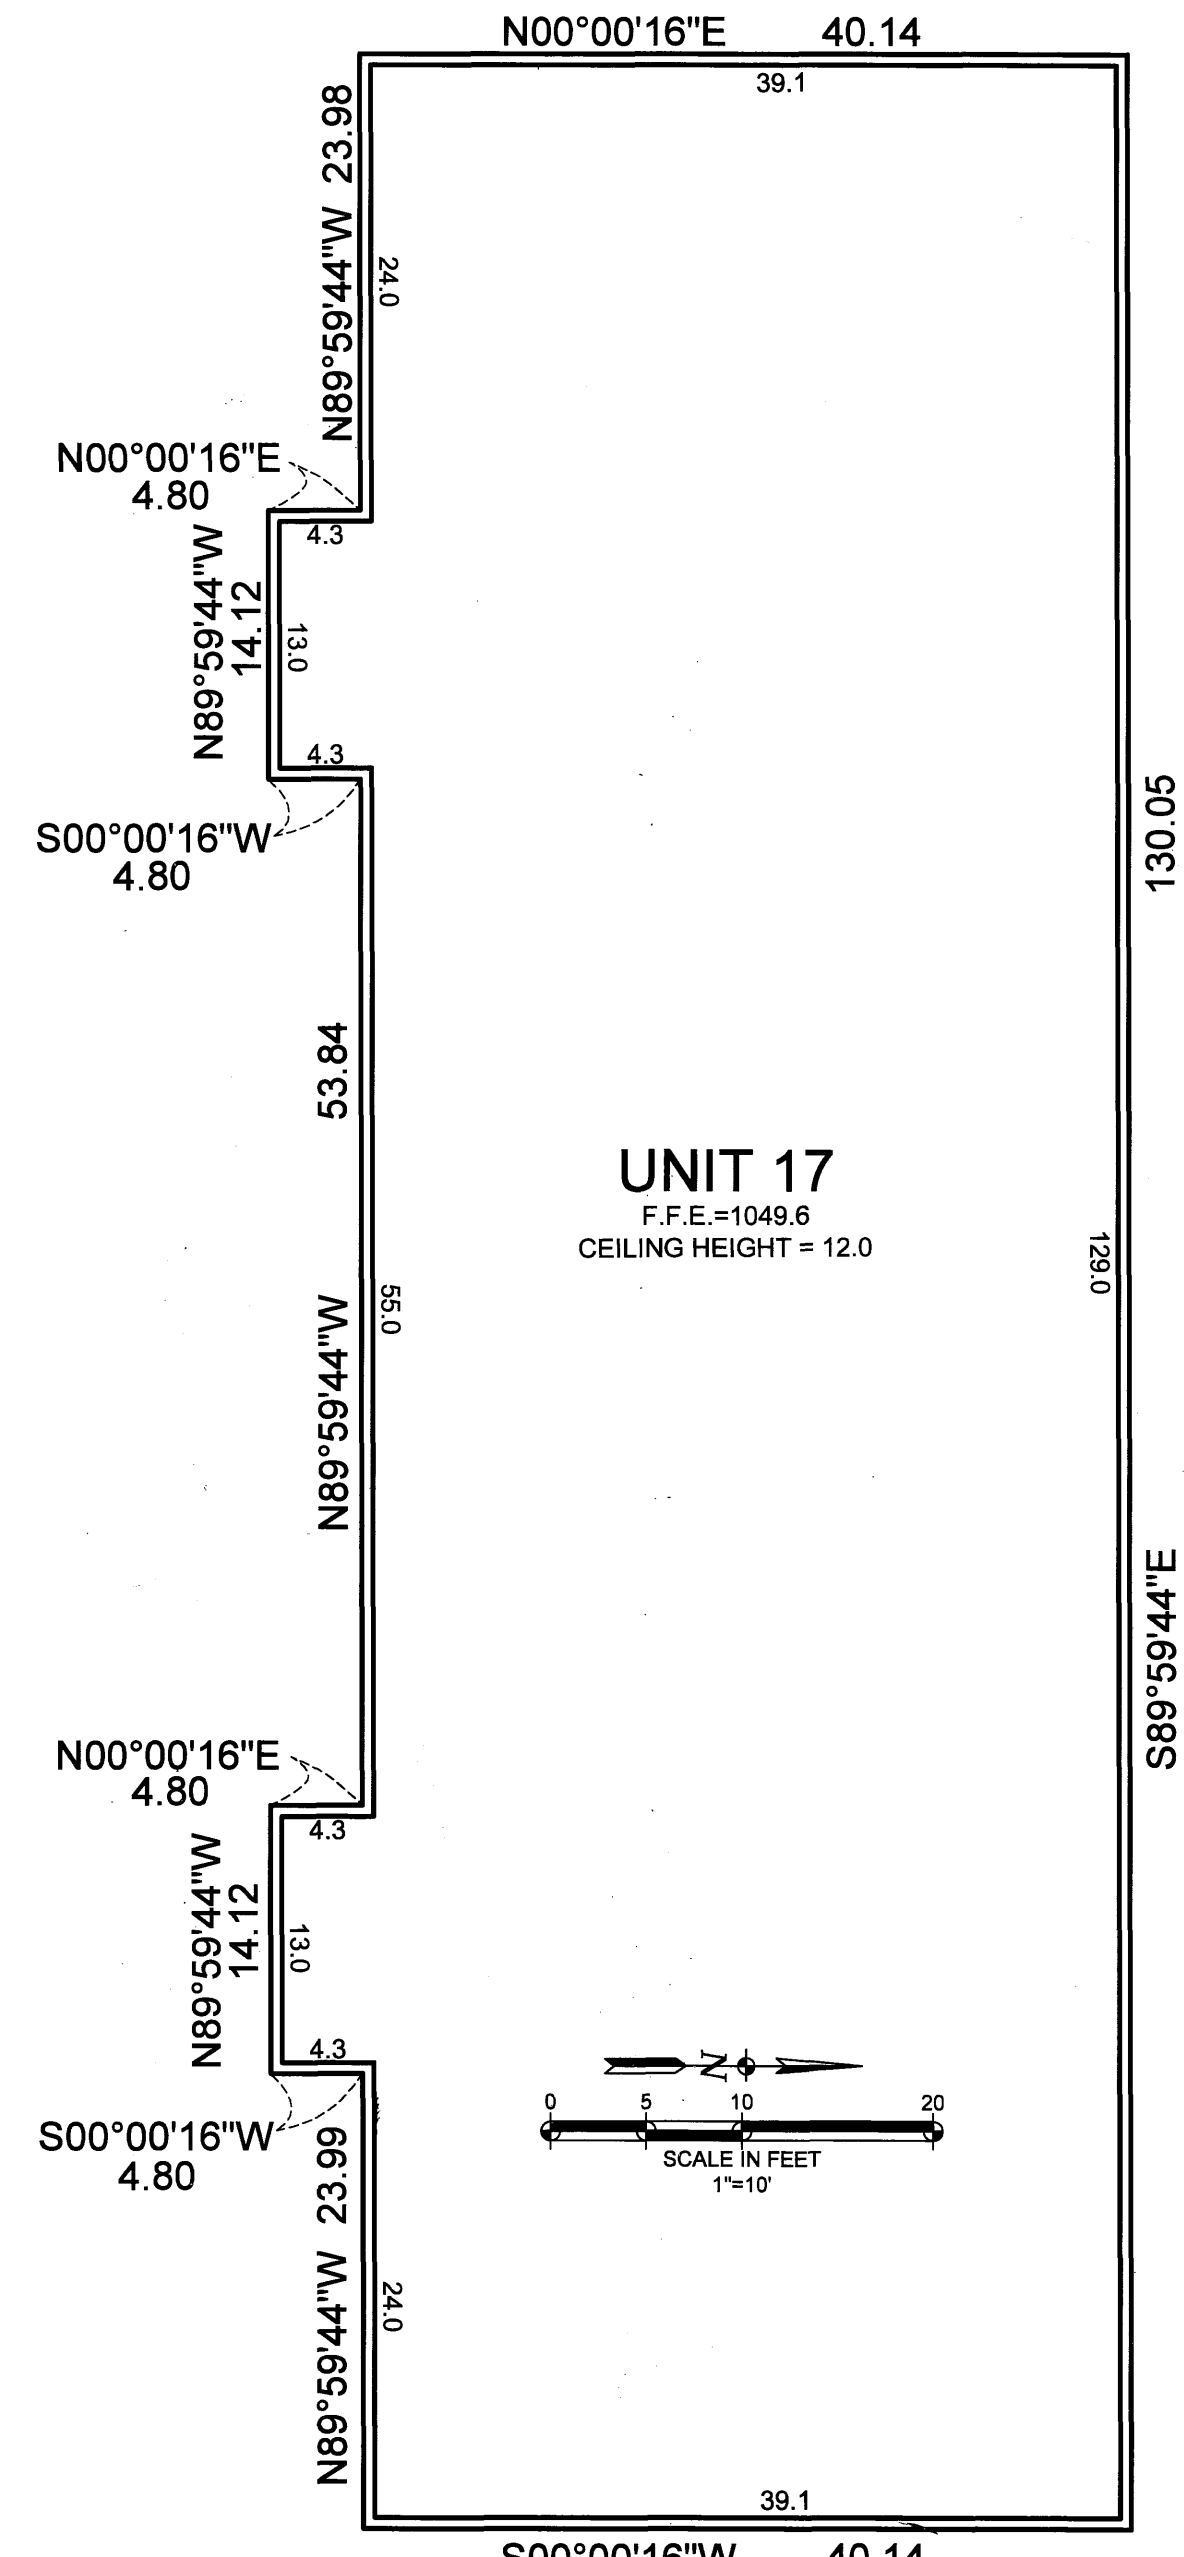 N00°00'16"E 40.14
39.1
N89°59'44"W 23.98
24.0
N00°00'16"E
4.80
4.3
N89°59'44"W
14.12
13.0
4.3
S00°00'16"W
4.80
130.05
53.84
UNIT 17
F.F.E.=1049.6
CEILING HEIGHT = 12.0
129.0
55.0
N89°59'44"W
S89°59'44"E
N00°00'16"E
4.80
4.3
N89°59'44"W
14.12
13.0
4.3
S00°00'16"W
4.80
N
0 5 10 20
SCALE IN FEET
1"=10'
N89°59'44"W 23.99
24.0
39.1
S00°00'16"W 40.14